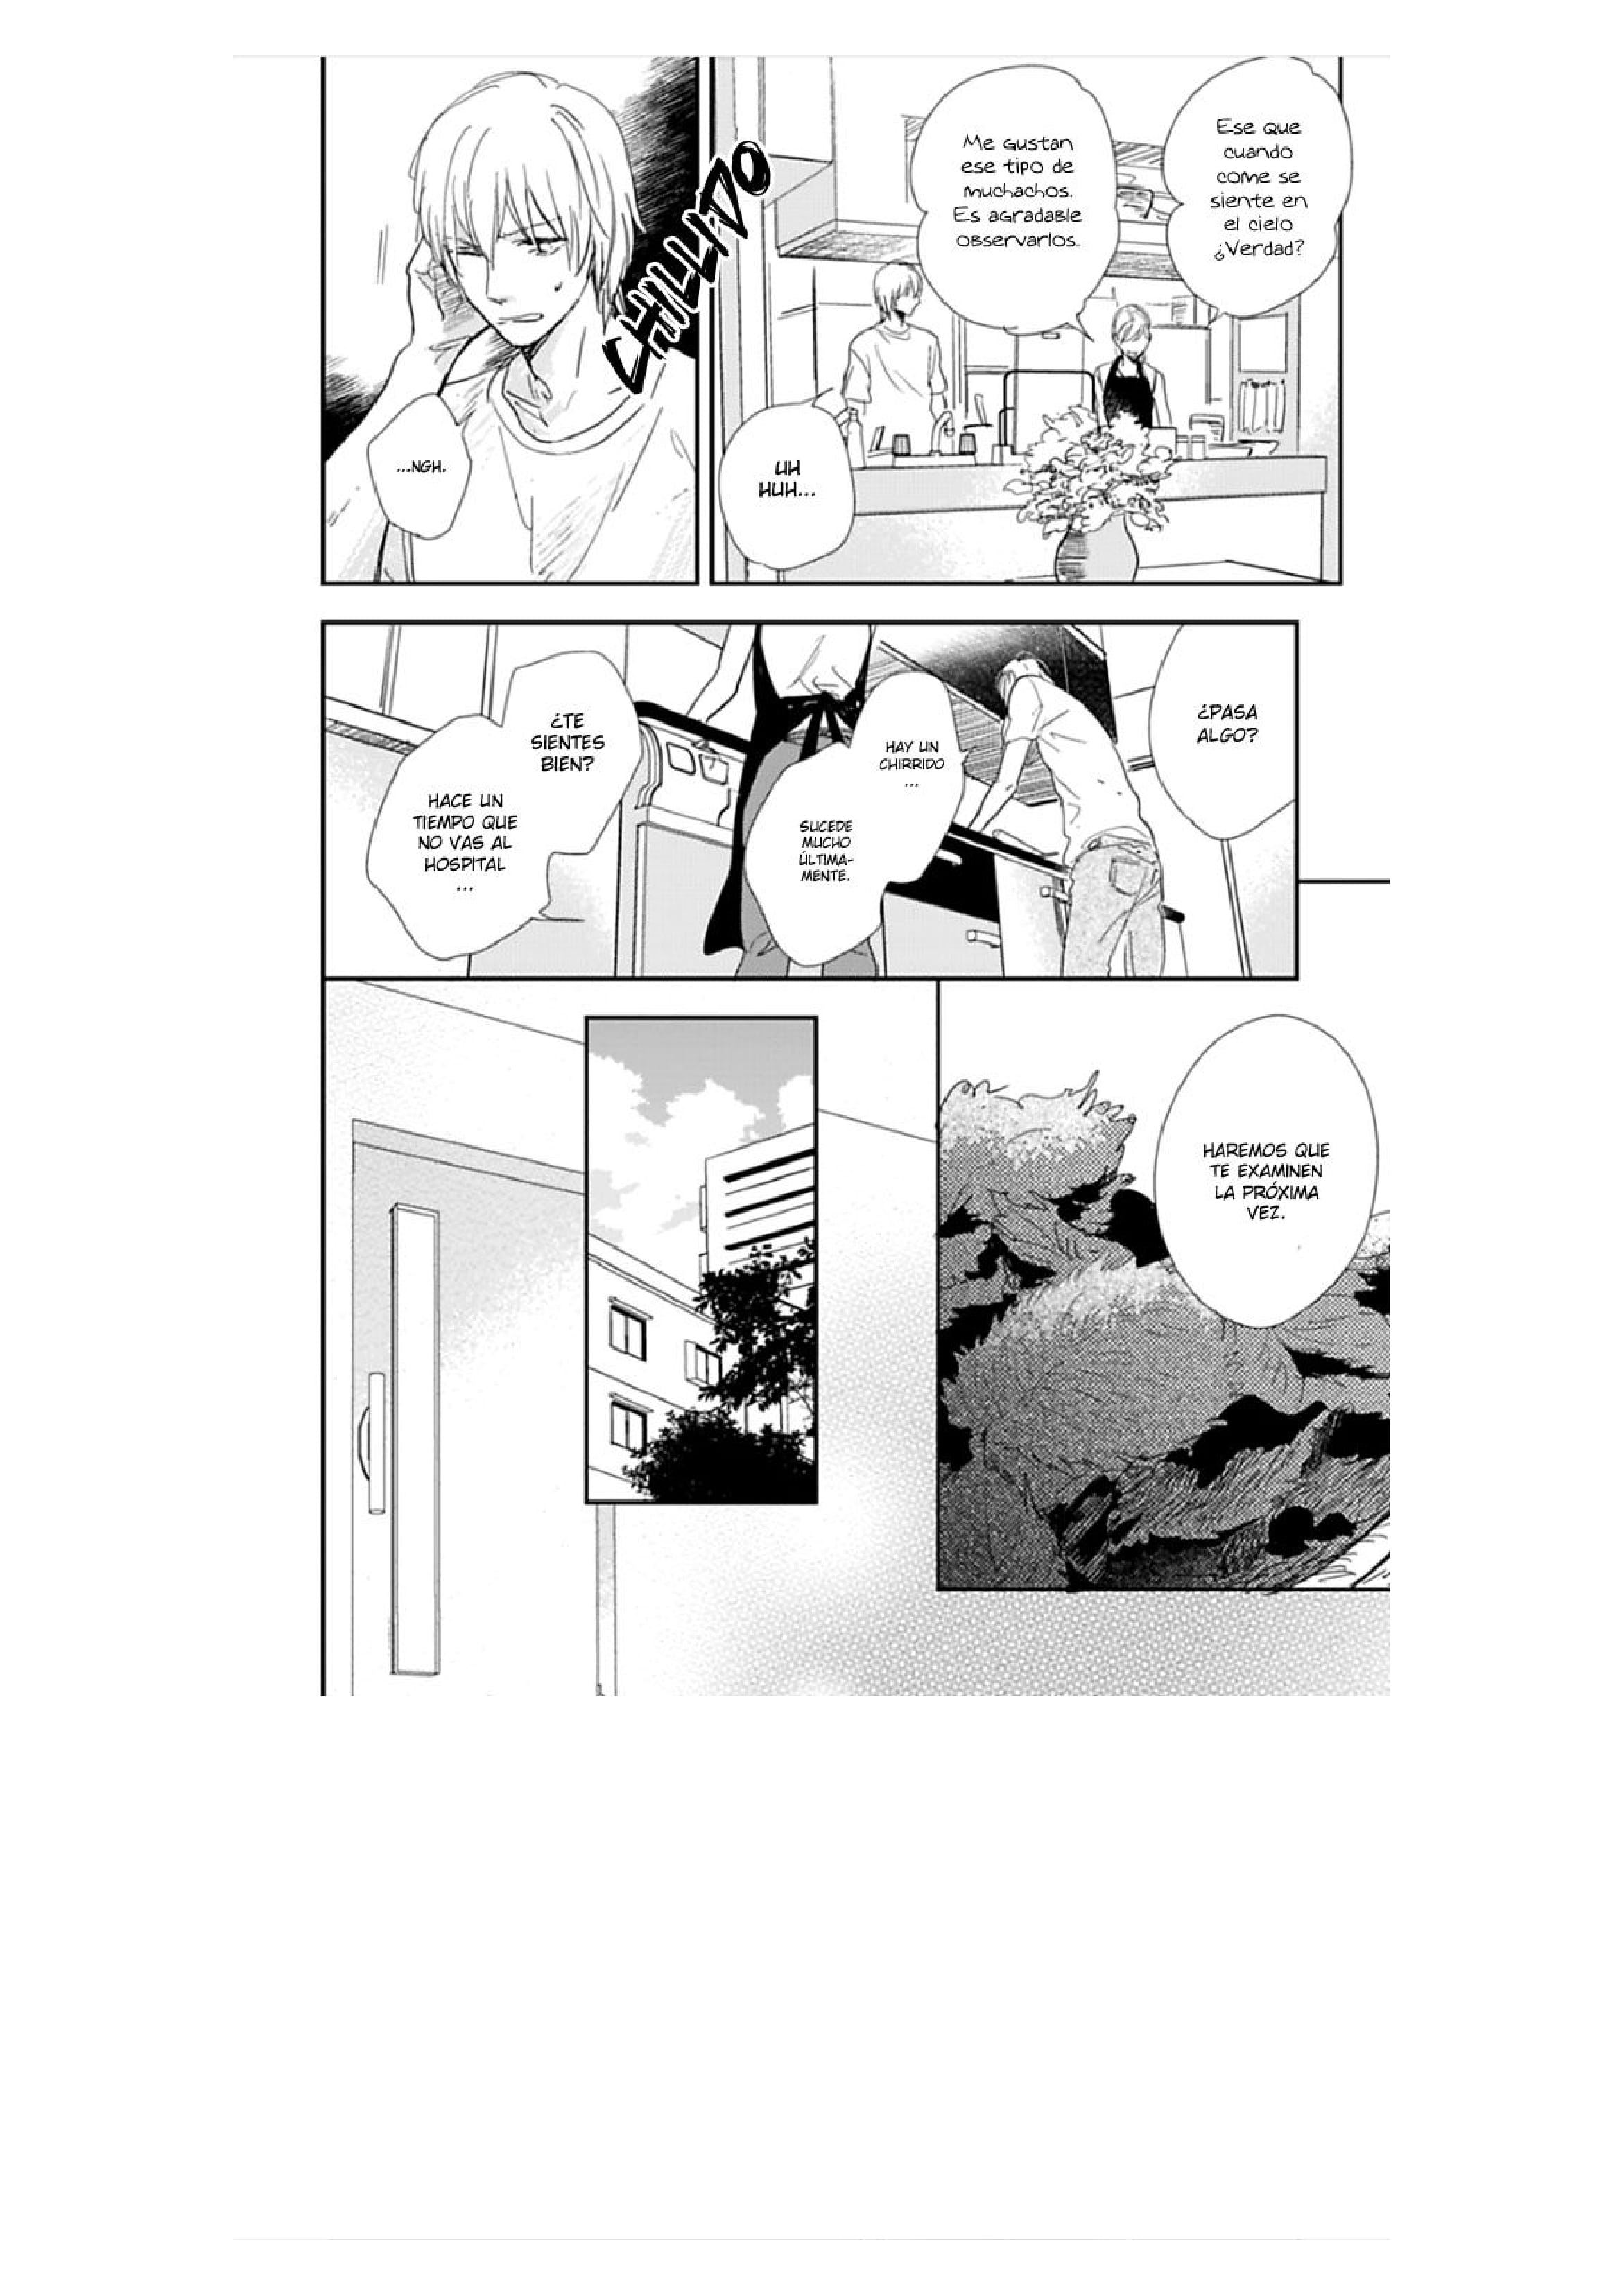 Ese que
cuando
come se
siente en
el cielo
¿Verdad?
Me gustan
ese tipo de
muchachos.
Es agradable
observarlos.
UH
HUH...
CHILLIDO
...NGH.
¿PASA
ALGO?
HAY UN
CHIRRIDO
...
SUCEDE
MUCHO
ÚLTIMA-
MENTE.
¿TE
SIENTES
BIEN?
HACE UN
TIEMPO QUE
NO VAS AL
HOSPITAL
...
HAREMOS QUE
TE EXAMINEN
LA PRÓXIMA
VEZ.